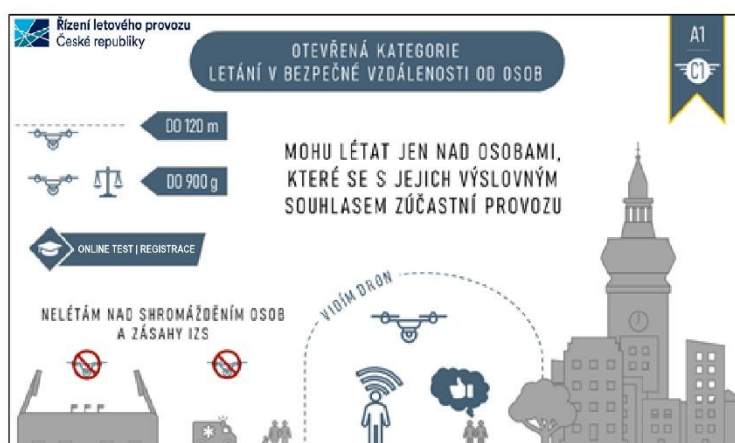 Řízení letového provozu
České republiky
OTEVŘENÁ KATEGORIE
LÉTÁNÍ V BEZPEČNÉ VZDÁLENOSTI OD OSOB
A1
C1
DO 120 m
DO 900 g
MOHU LÉTAT JEN NAD OSOBAMI,
KTERÉ SE S JEJICH VÝSLOVNÝM
SOUHLASEM ZÚČASTNÍ PROVOZU
ONLINE TEST | REGISTRACE
NELÉTÁM NAD SHROMÁŽDĚNÍM OSOB
A ZÁSAHY IZS
VIDÍM DRON